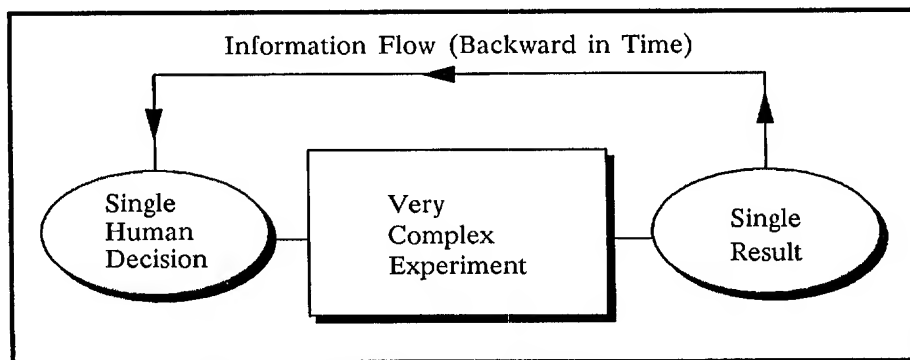 Information Flow (Backward in Time)
Single
Human
Decision
Very
Complex
Experiment
Single
Result